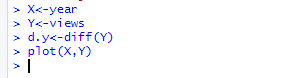 > X<-year
> Y<-views
> d.y<-diff(Y)
> plot(X,Y)
>